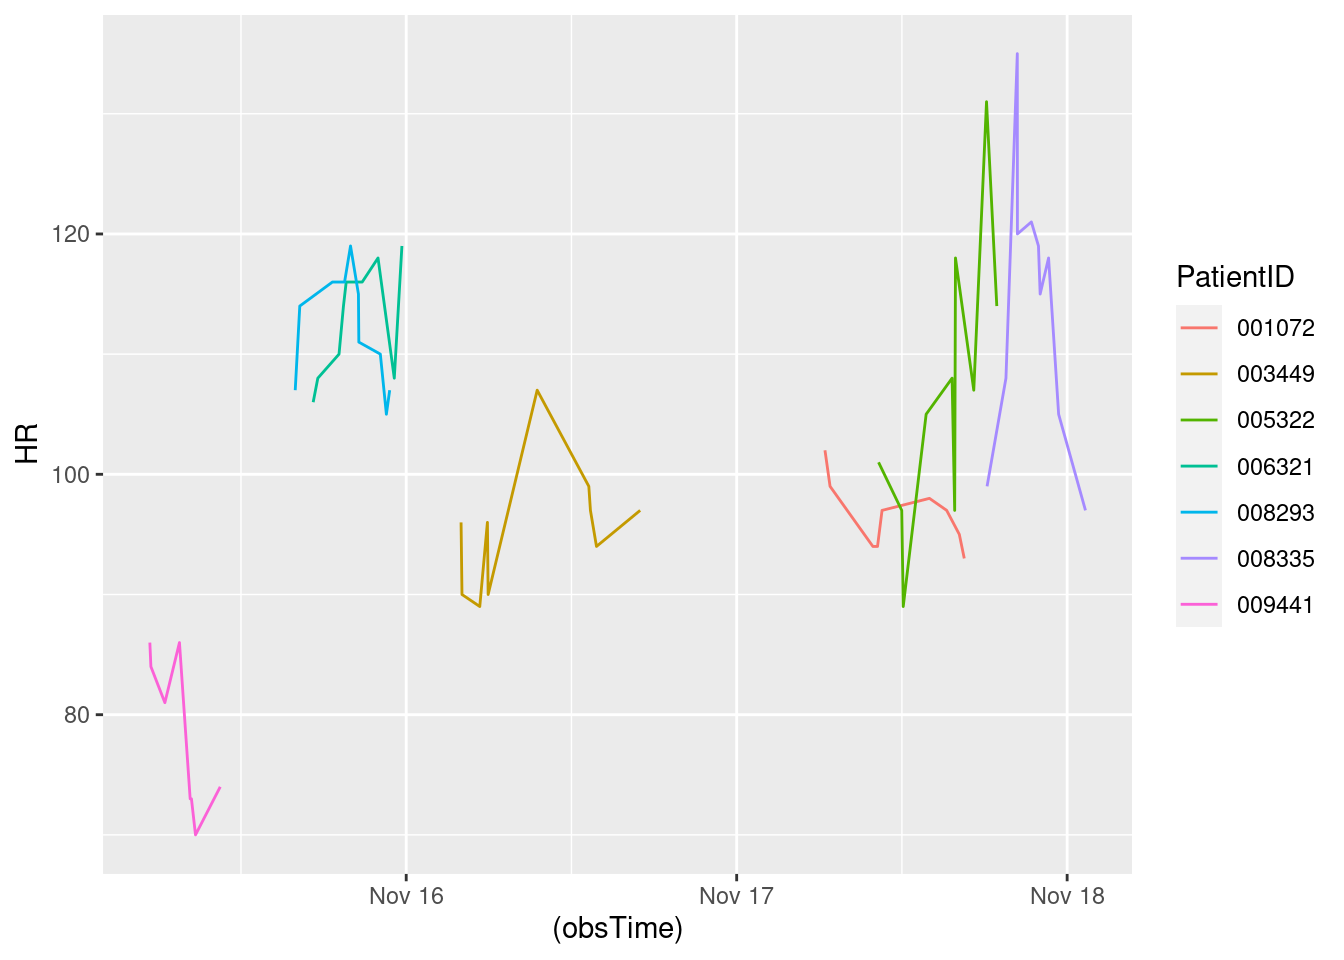 HR
120
100
80
Nov 16
Nov 17
Nov 18
(obsTime)
PatientID
001072
003449
005322
006321
008293
008335
009441